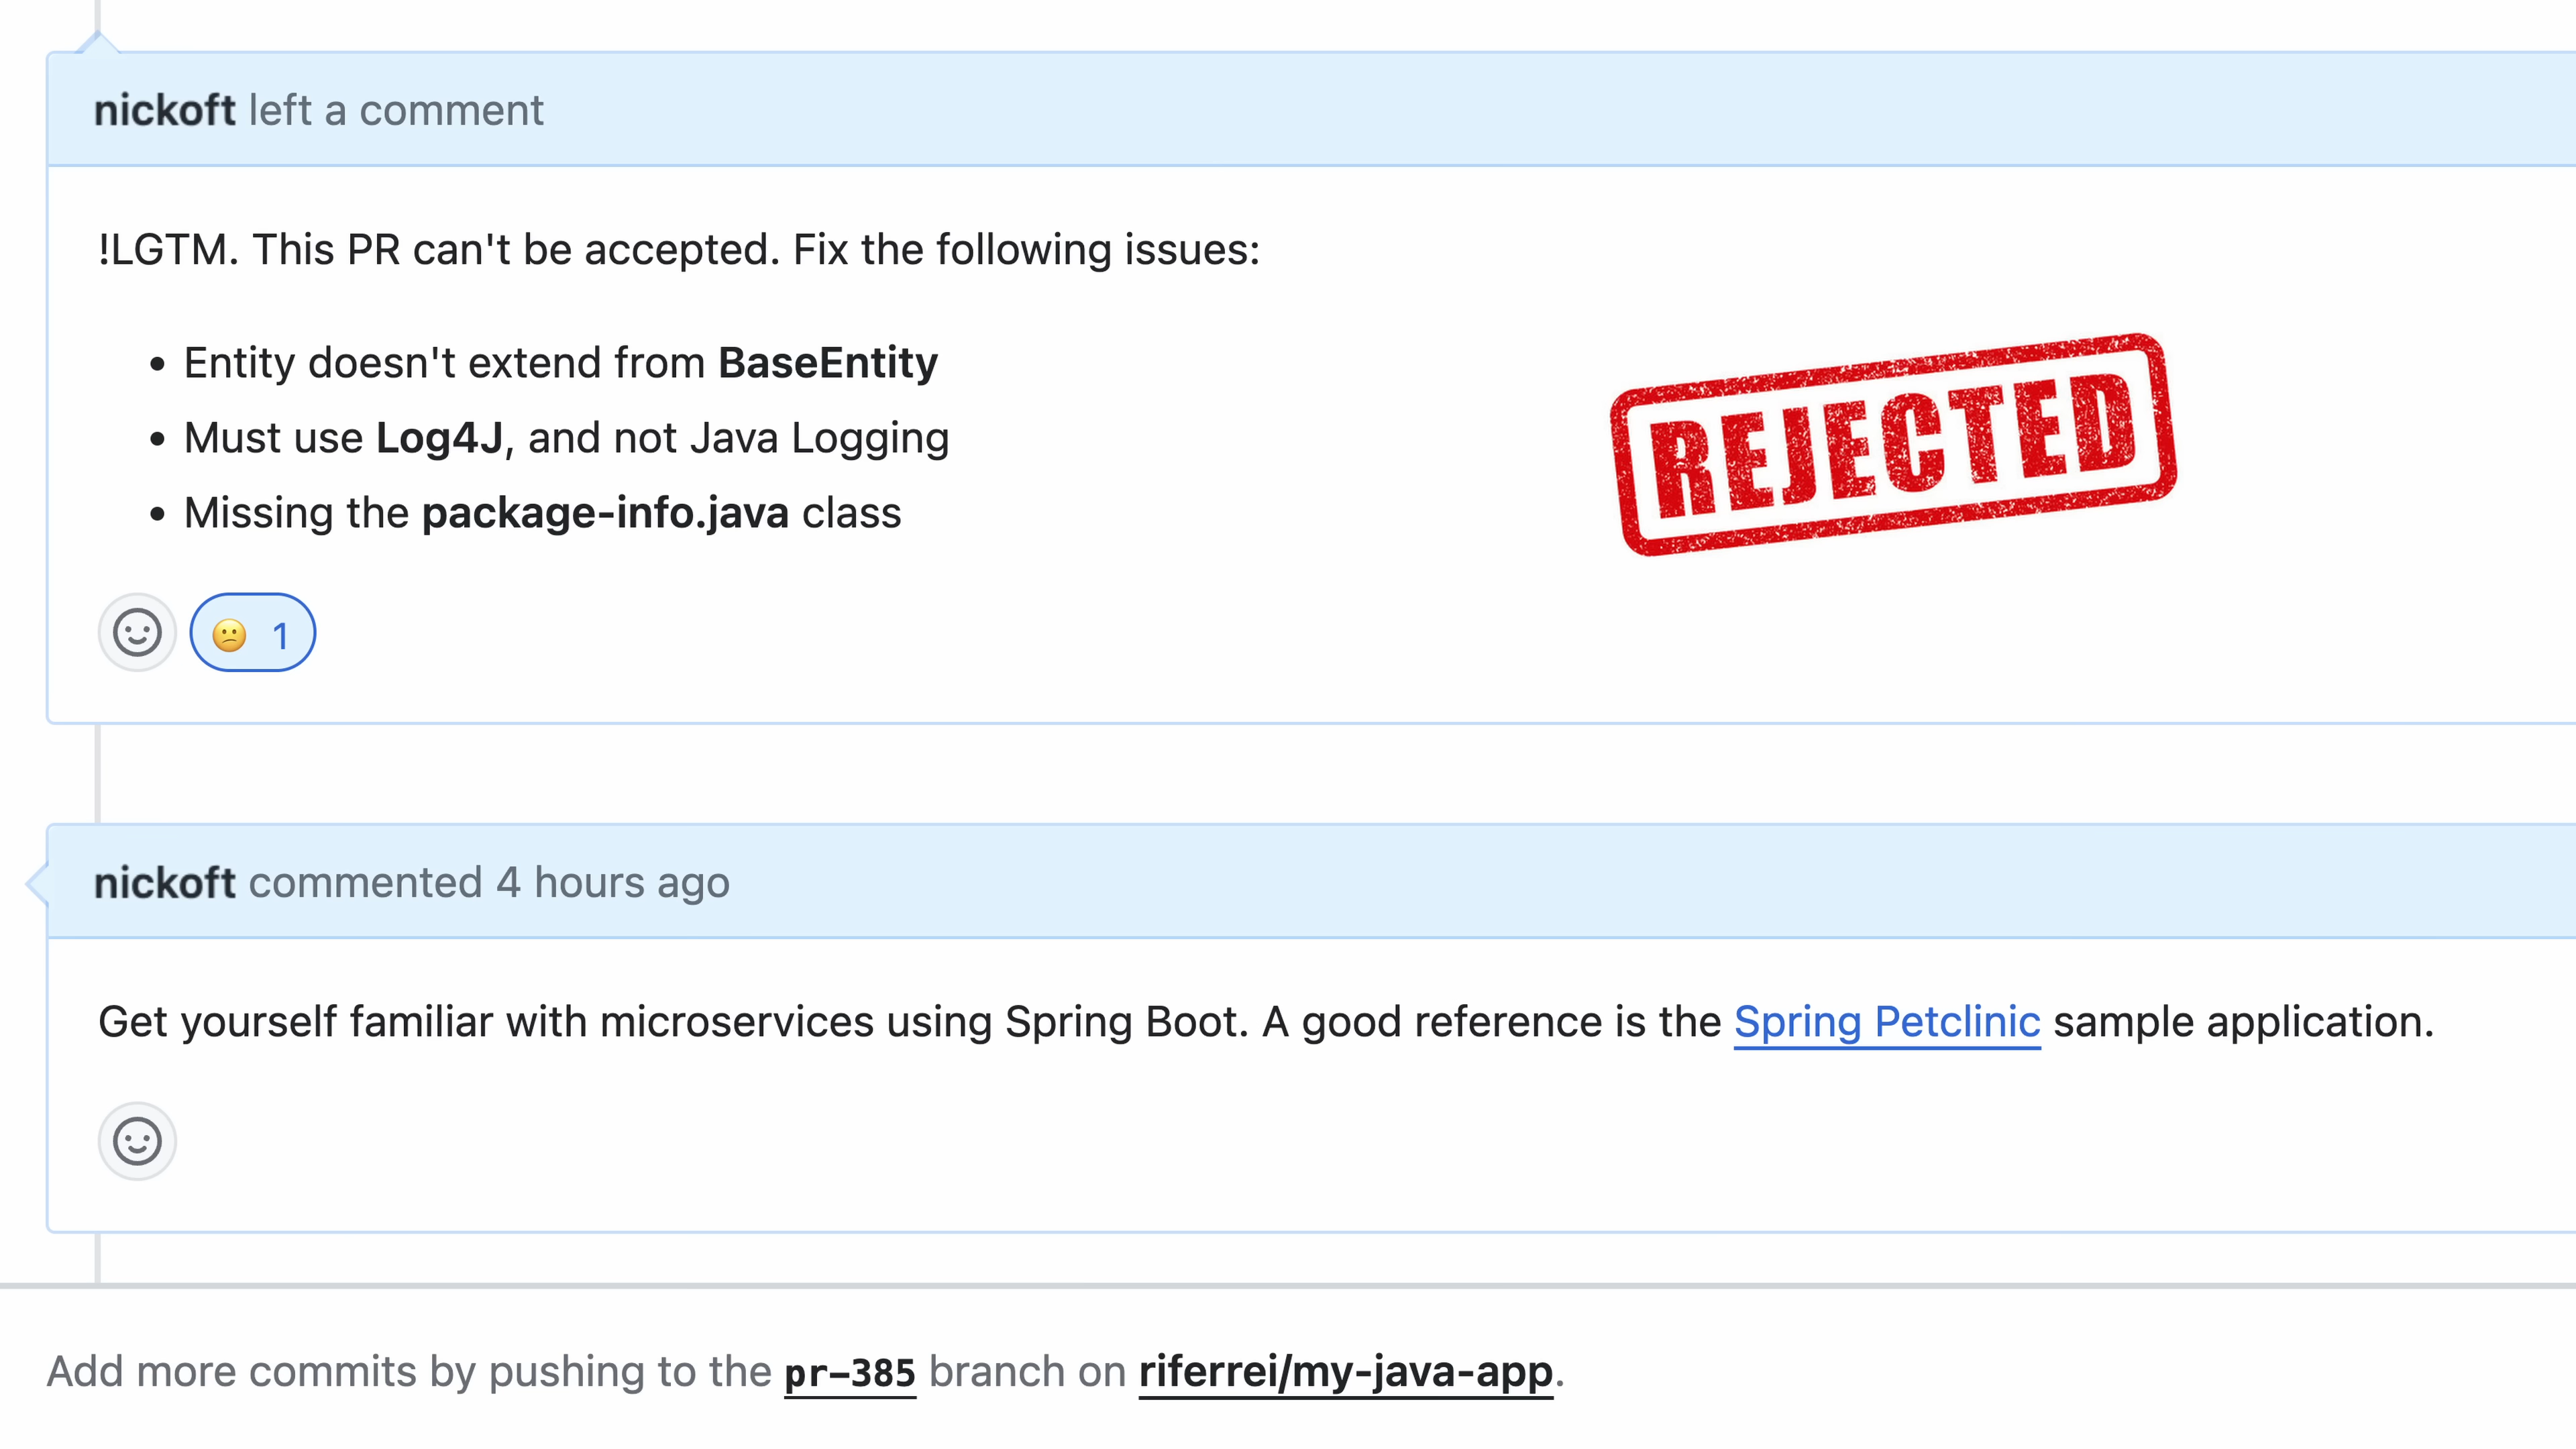 nickoft left a comment
!LGTM. This PR can't be accepted. Fix the following issues:
• Entity doesn't extend from BaseEntity
• Must use Log4J, and not Java Logging
• Missing the package-info.java class
REJECTED
1
nickoft commented 4 hours ago
Get yourself familiar with microservices using Spring Boot. A good reference is the Spring Petclinic sample application.
Add more commits by pushing to the pr-385 branch on riferrei/my-java-app.